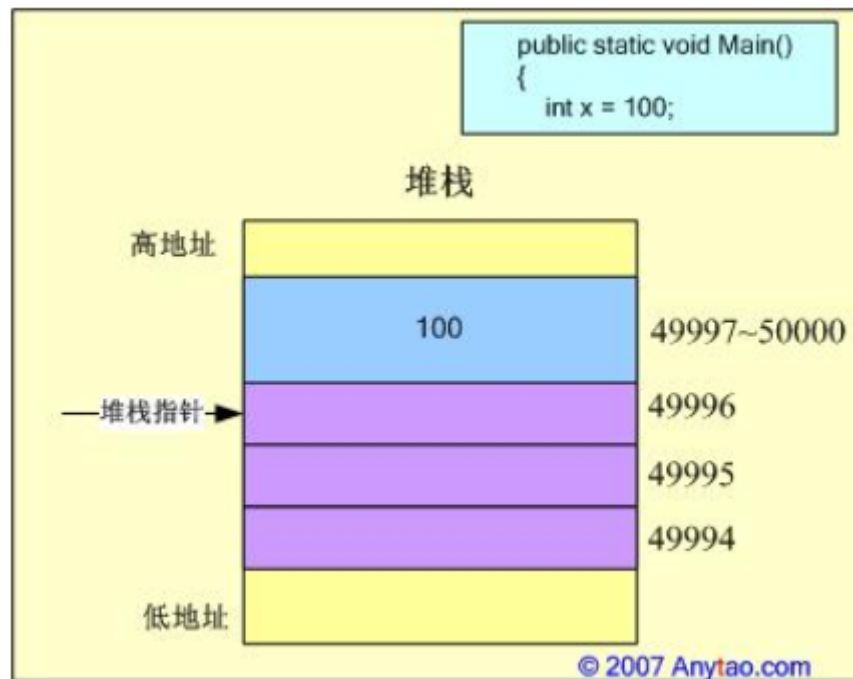 public static void Main()
{
int x = 100;
堆栈
高地址
100
49997~50000
堆栈指针
49996
49995
49994
低地址
© 2007 Anytao.com